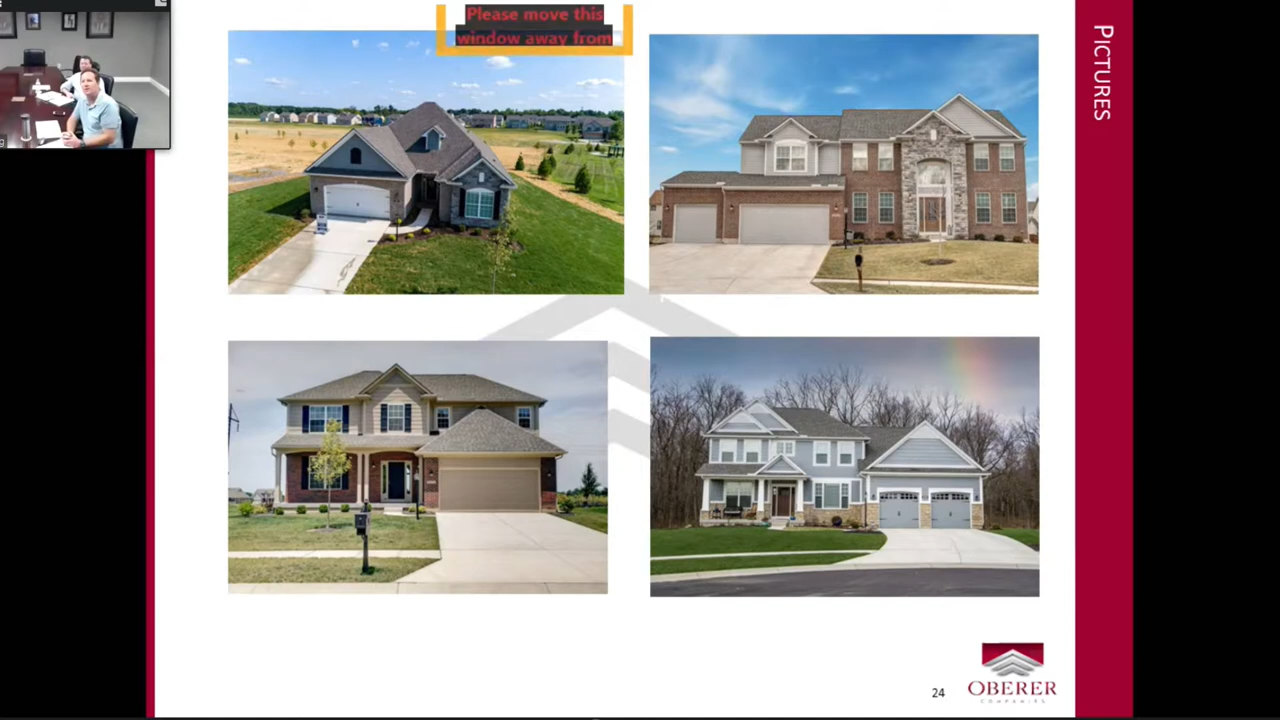 Please move this
window away from
PICTURES
24
OBERER
COMPANIES